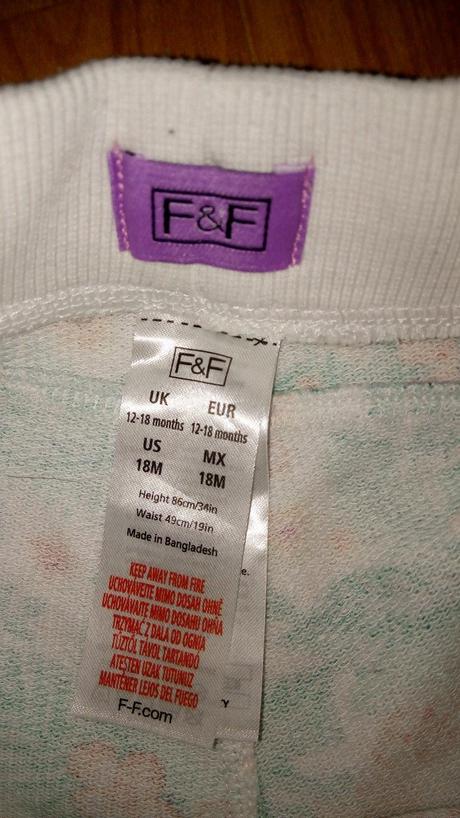 F&F
F&F
UK EUR
12-18 months 12-18 months
US MX
18M 18M
Height 86cm/34in
Waist 49cm/19in
Made in Bangladesh
KEEP AWAY FROM FIRE
UCHOVÁVEJTE MIMO DOSAH OHNĚ
UCHOVÁVAJTE MIMO DOSAHU OHŇA
TRZYMAĆ Z DALA OD OGNIA
TŰZTŐL TÁVOL TARTANDÓ
ATEŞTEN UZAK TUTUNUZ
MANTENER LEJOS DEL FUEGO
F-F.com